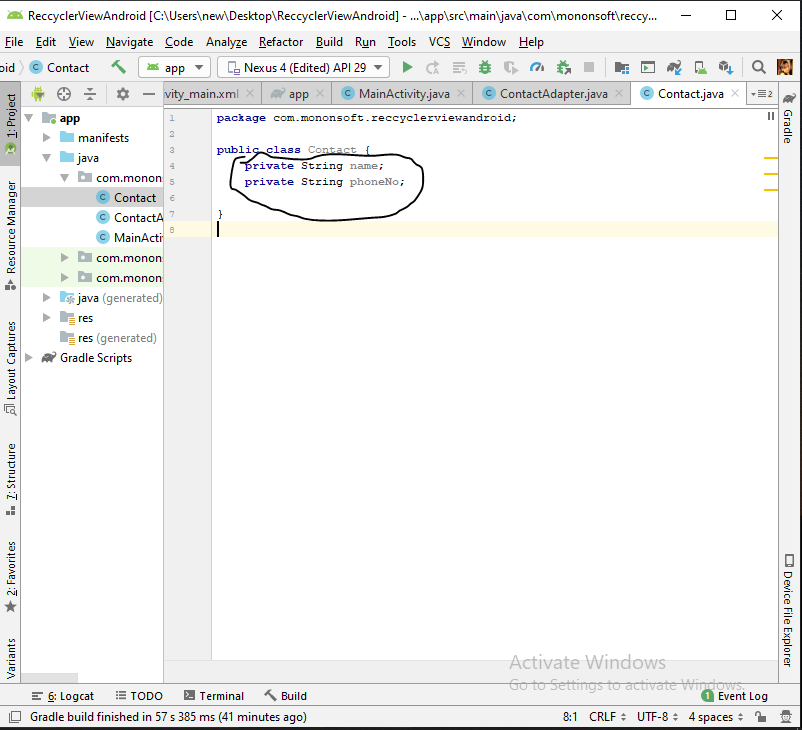 ReccyclerViewAndroid [C:\Users\new\Desktop\ReccyclerViewAndroid] - ...\app\src\main\java\com\mononsoft\reccy...
File Edit View Navigate Code Analyze Refactor Build Run Tools VCS Window Help
oid Contact app Nexus 4 (Edited) API 29
vity_main.xml app MainActivity.java ContactAdapter.java Contact.java 2
1: Project
Resource Manager
Layout Captures
7: Structure
2: Favorites
Variants
app
manifests
java
com.monon
Contact
ContactA
MainActi
com.monon
com.monon
java (generated)
res
res (generated)
Gradle Scripts
1 package com.mononsoft.reccyclerviewandroid;
2
3 public class Contact {
4 private String name;
5 private String phoneNo;
6
7 }
8
Gradle
Device File Explorer
Activate Windows
Go to Settings to activate Windows.
6: Logcat TODO Terminal Build 1 Event Log
Gradle build finished in 57 s 385 ms (41 minutes ago) 8:1 CRLF UTF-8 4 spaces